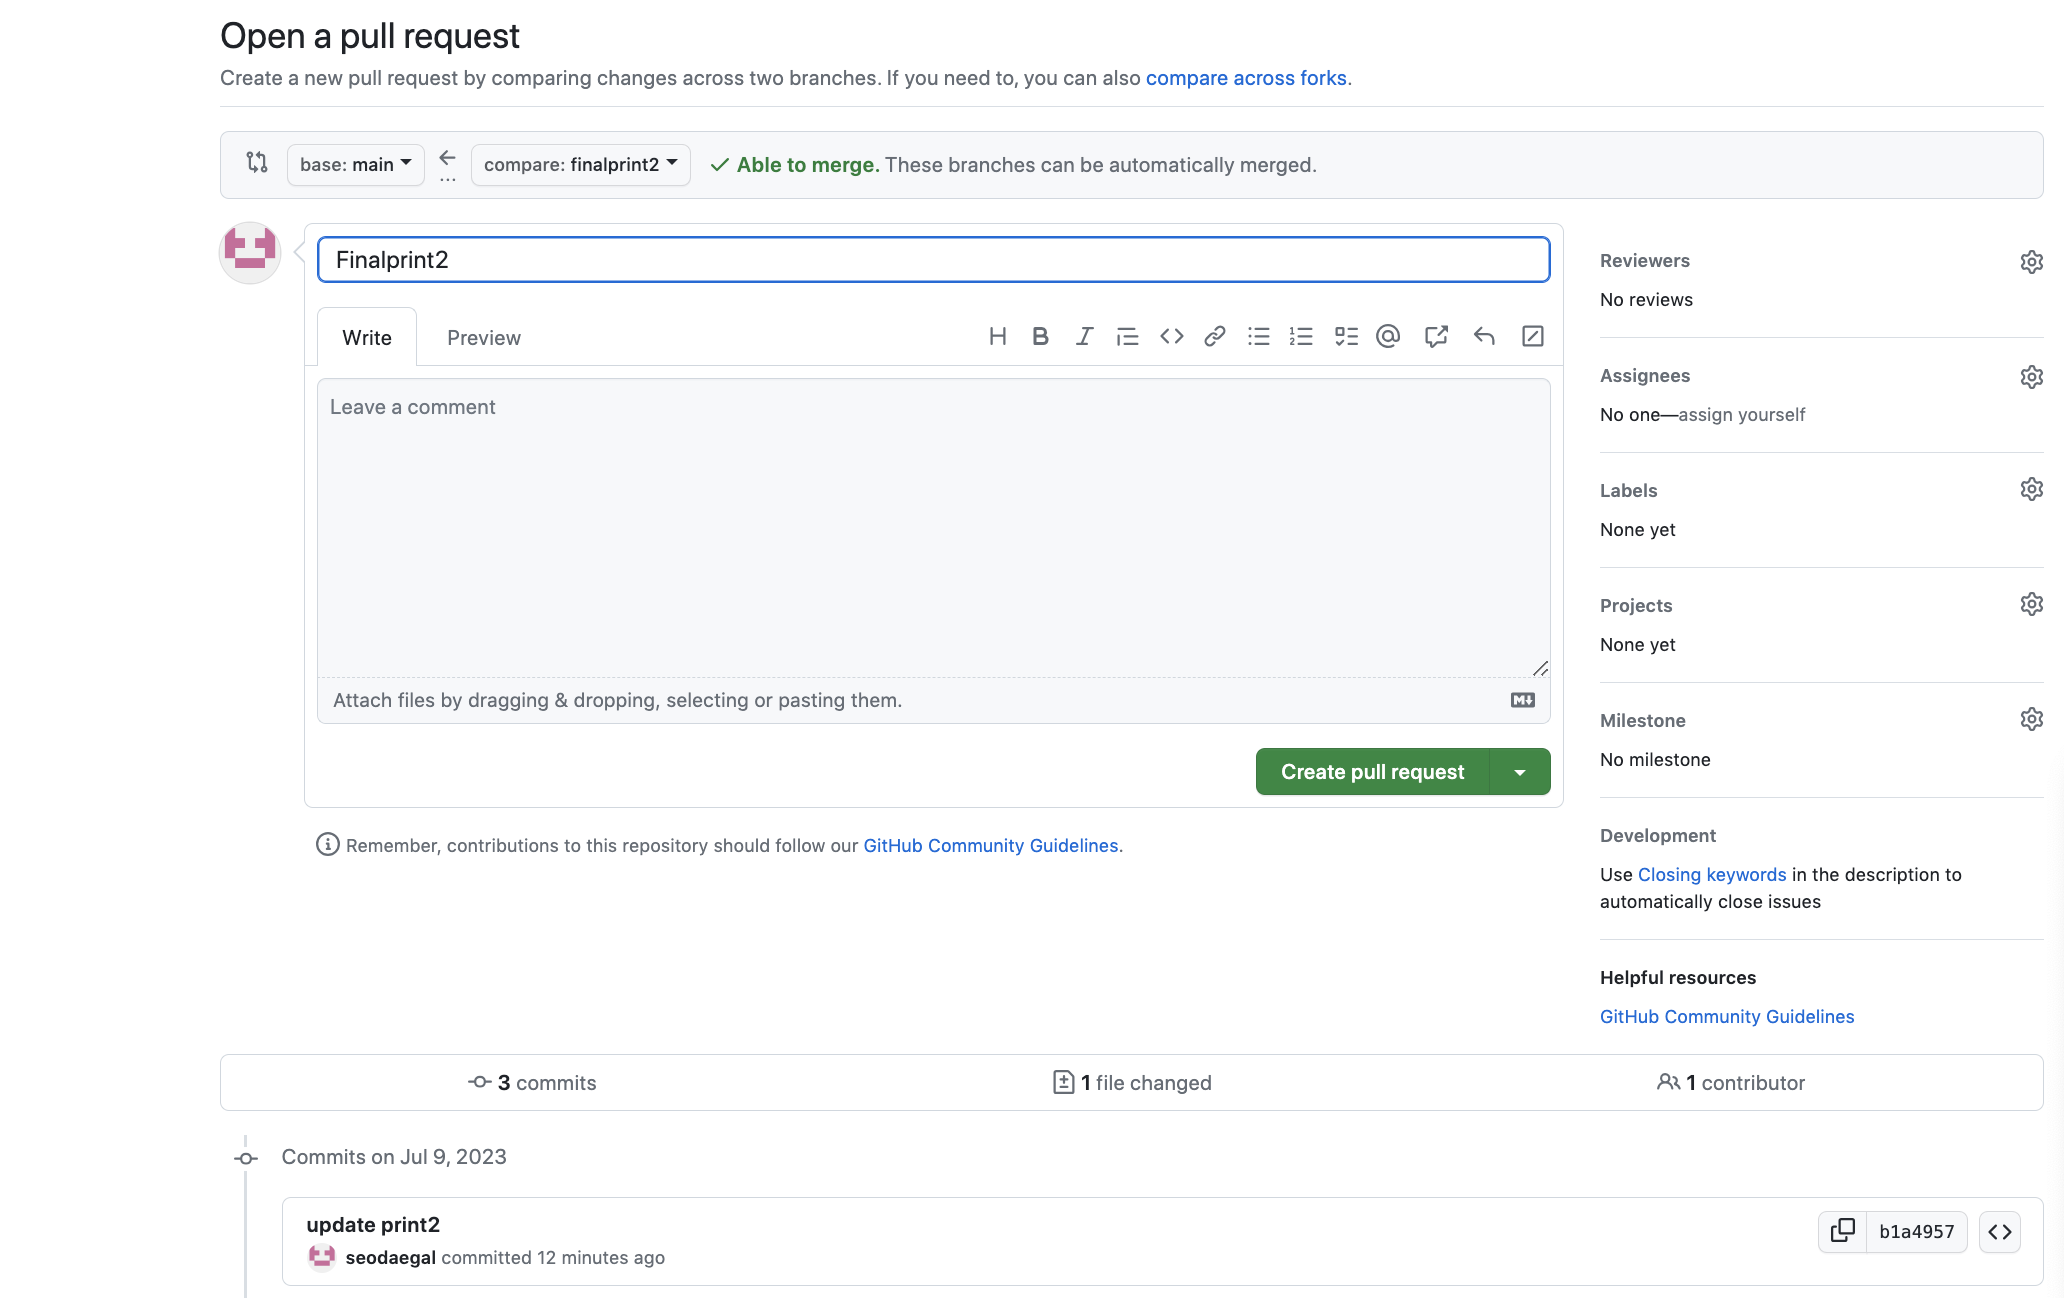 Open a pull request
Create a new pull request by comparing changes across two branches. If you need to, you can also compare across forks.
base: main
...
compare: finalprint2
Able to merge. These branches can be automatically merged.
Finalprint2
Write
Preview
Leave a comment
Attach files by dragging & dropping, selecting or pasting them.
Create pull request
Remember, contributions to this repository should follow our GitHub Community Guidelines.
Reviewers
No reviews
Assignees
No one—assign yourself
Labels
None yet
Projects
None yet
Milestone
No milestone
Development
Use Closing keywords in the description to
automatically close issues
Helpful resources
GitHub Community Guidelines
3 commits
1 file changed
1 contributor
Commits on Jul 9, 2023
update print2
b1a4957
seodaegal committed 12 minutes ago